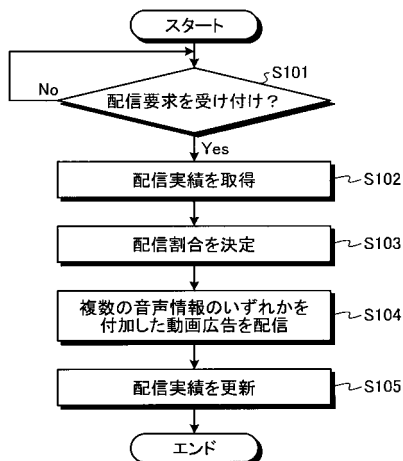 スタート
S101
No
配信要求を受け付け?
Yes
配信実績を取得
S102
配信割合を決定
S103
複数の音声情報のいずれかを
付加した動画広告を配信
S104
配信実績を更新
S105
エンド